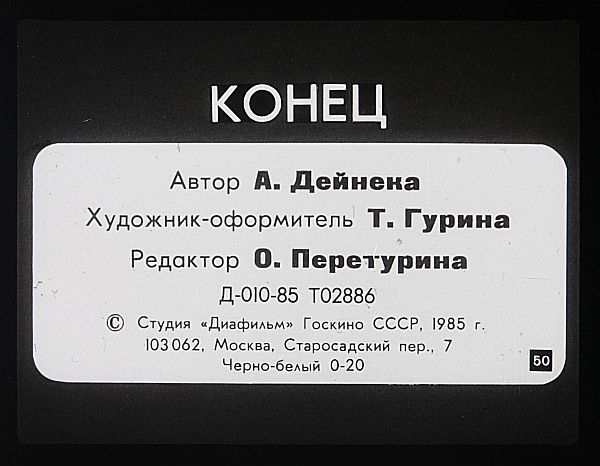 КОНЕЦ
Автор А. Дейнека
Художник-оформитель Т. Гурина
Редактор О. Перетурина
Д-010-85 Т02886
© Студия «Диафильм» Госкино СССР, 1985 г.
103062, Москва, Старосадский пер., 7
Черно-белый 0-20
50